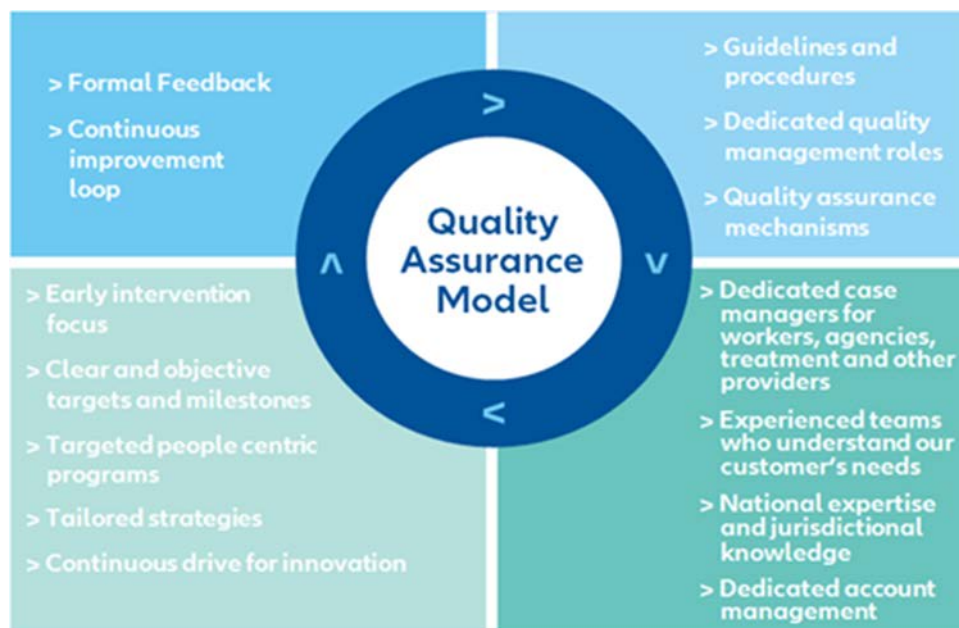 > Formal Feedback
> Continuous
improvement
loop
> Guidelines and
procedures
> Dedicated quality
management roles
> Quality assurance
mechanisms
>
>
<
>
Quality
Assurance
Model
> Early intervention
focus
> Clear and objective
targets and milestones
> Targeted people centric
programs
> Tailored strategies
> Continuous drive for innovation
> Dedicated case
managers for
workers, agencies,
treatment and other
providers
> Experienced teams
who understand our
customer's needs
> National expertise
and jurisdictional
knowledge
> Dedicated account
management